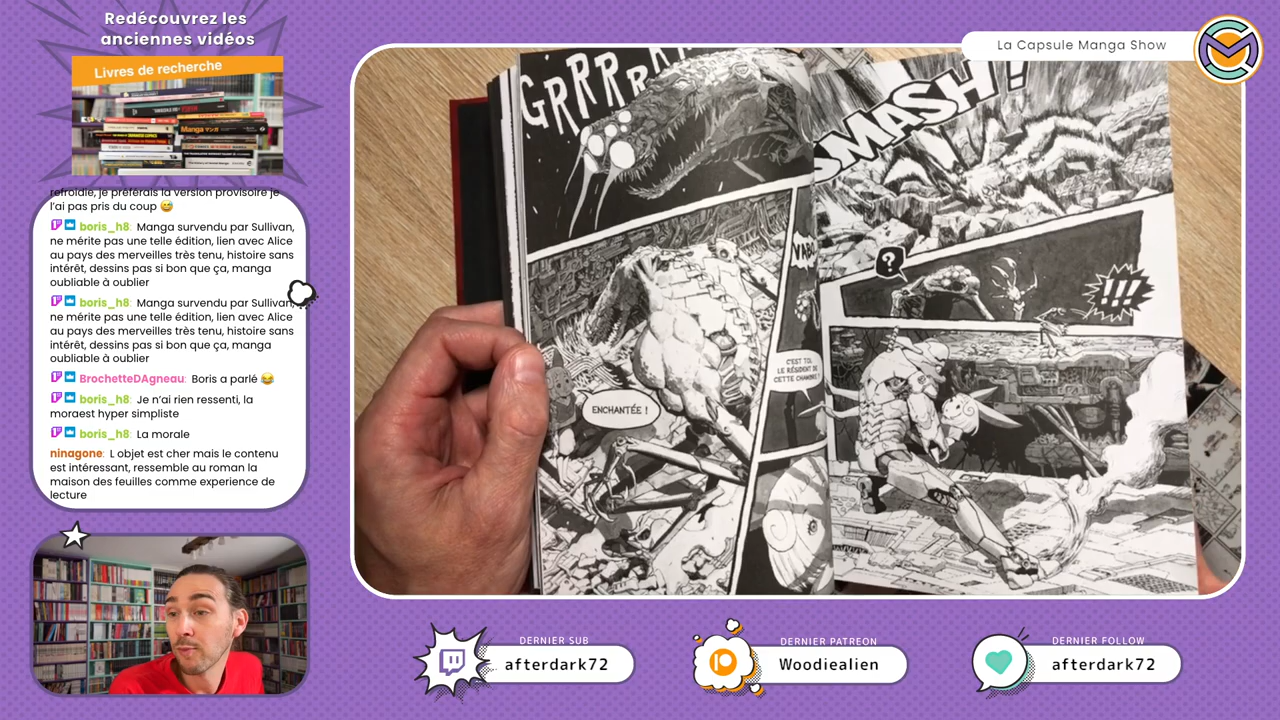 Redécouvrez les
anciennes vidéos
Livres de recherche
Manga マンガ
refroidie, je préférais la version provisoire je
l'ai pas pris du coup 😅
boris_h8: Manga survendu par Sullivan,
ne mérite pas une telle édition, lien avec Alice
au pays des merveilles très tenu, histoire sans
intérêt, dessins pas si bon que ça, manga
oubliable à oublier
boris_h8: Manga survendu par Sullivan,
ne mérite pas une telle édition, lien avec Alice
au pays des merveilles très tenu, histoire sans
intérêt, dessins pas si bon que ça, manga
oubliable à oublier
BrochetteDAgneau: Boris a parlé 😂
boris_h8: Je n'ai rien ressenti, la
moraest hyper simpliste
boris_h8: La morale
ninagone: L objet est cher mais le contenu
est intéressant, ressemble au roman la
maison des feuilles comme experience de
lecture
La Capsule Manga Show
SMASH!!
?
!!!
C'EST TOI,
LE RÉSIDENT DE
CETTE CHAMBRE?
ENCHANTÉE !
DERNIER SUB
afterdark72
DERNIER PATREON
Woodiealien
DERNIER FOLLOW
afterdark72